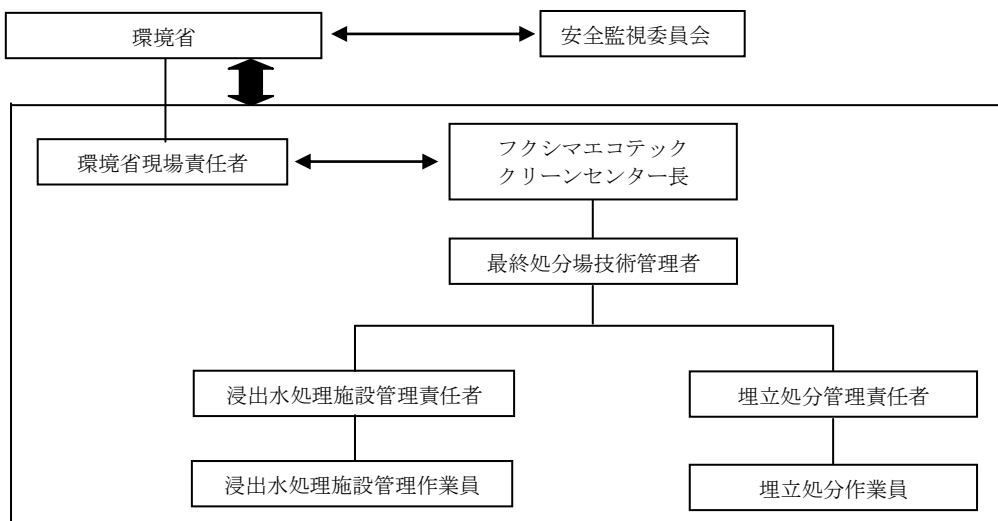 環境省
安全監視委員会
環境省現場責任者
フクシマエコテック
クリーンセンター長
最終処分場技術管理者
浸出水処理施設管理責任者
埋立処分管理責任者
浸出水処理施設管理作業員
埋立処分作業員